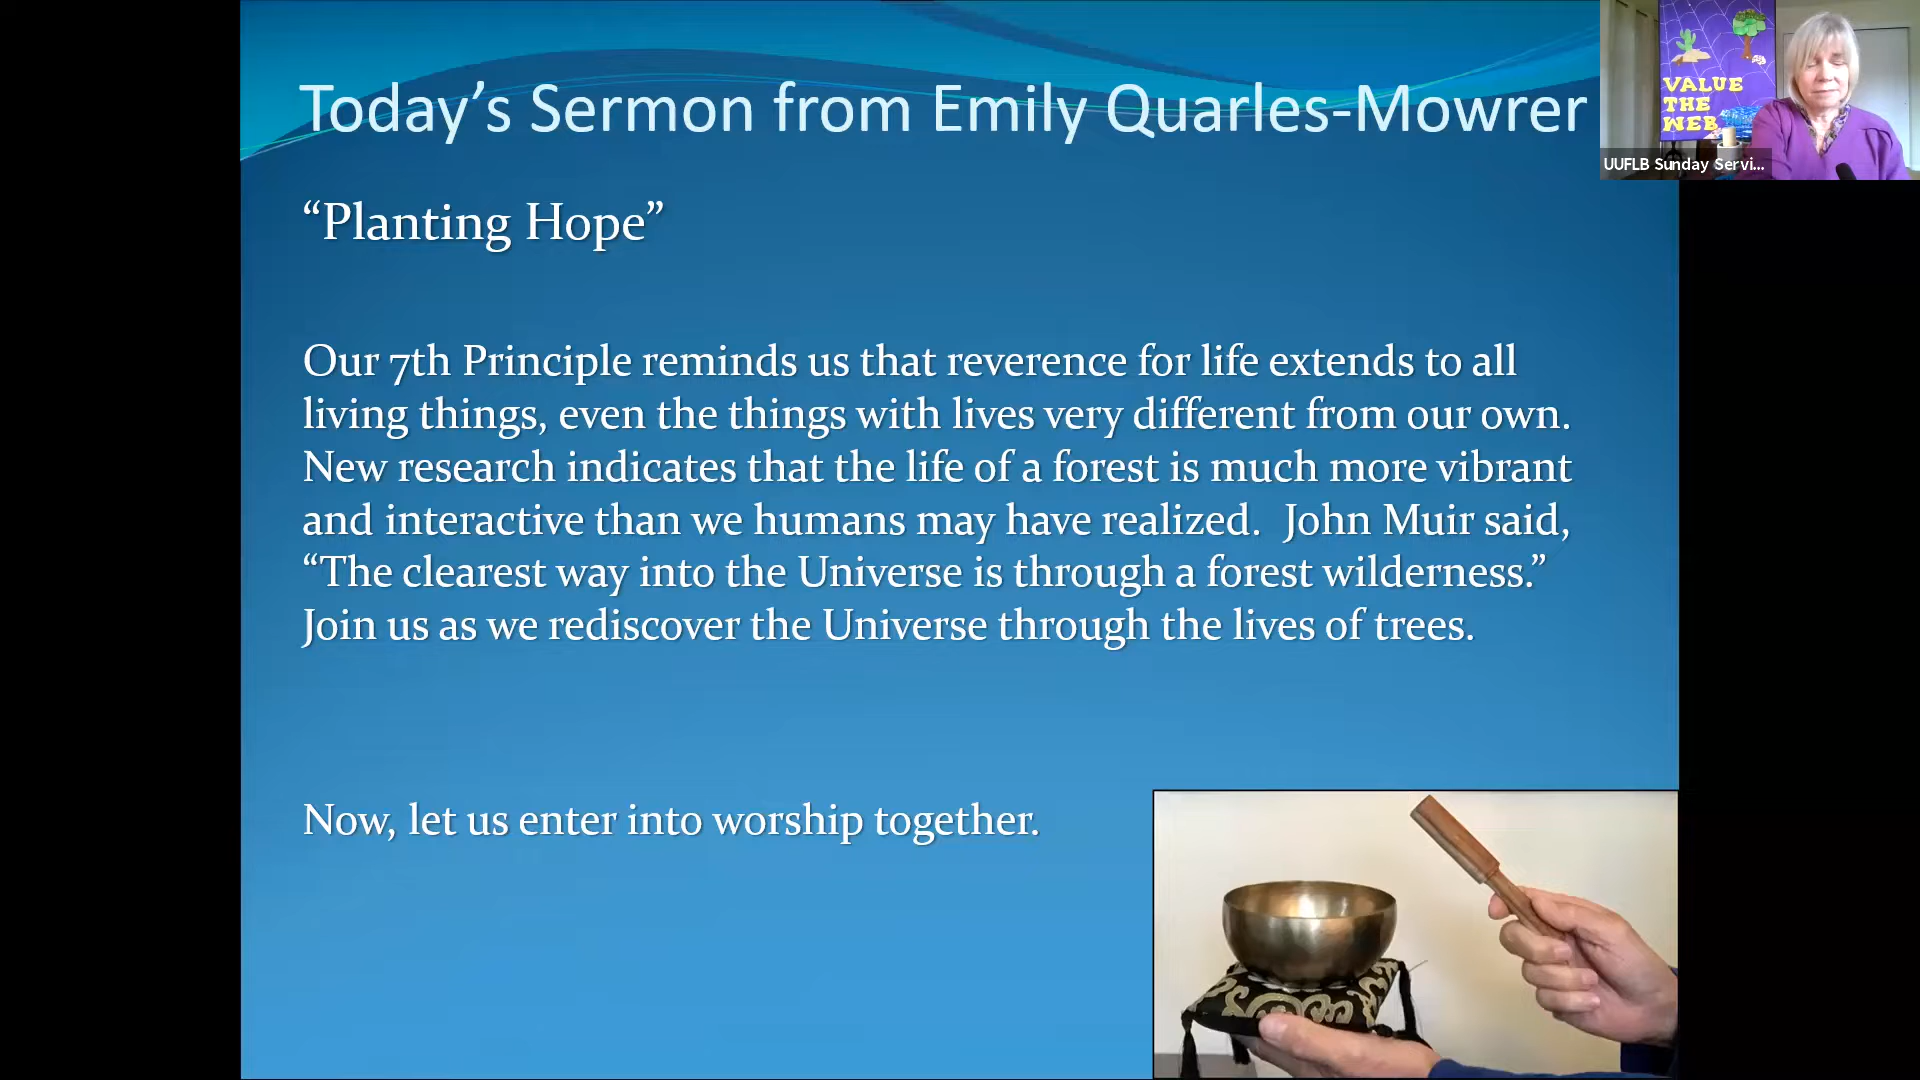 Today’s Sermon from Emily Quarles-Mowrer
“Planting Hope”
Our 7th Principle reminds us that reverence for life extends to all
living things, even the things with lives very different from our own.
New research indicates that the life of a forest is much more vibrant
and interactive than we humans may have realized.  John Muir said,
“The clearest way into the Universe is through a forest wilderness.”
Join us as we rediscover the Universe through the lives of trees.
Now, let us enter into worship together.
VALUE
THE
WEB
UUFLB Sunday Servi...